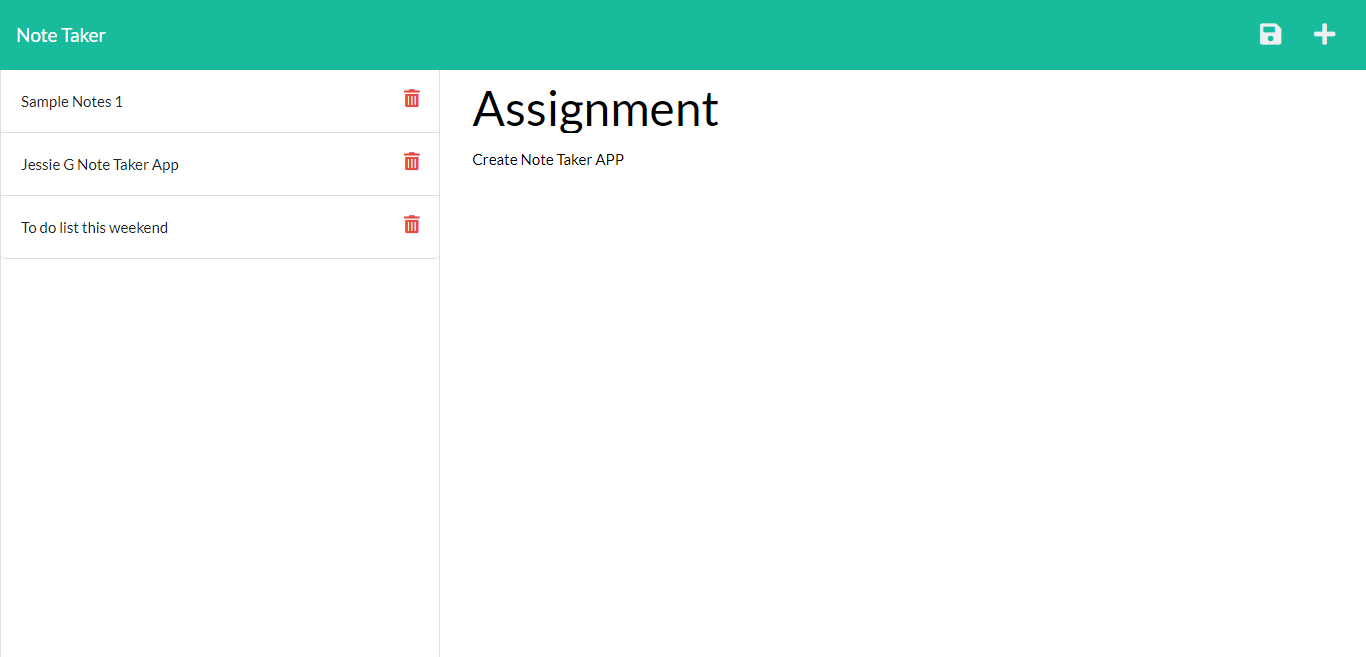 Note Taker
Sample Notes 1
Jessie G Note Taker App
To do list this weekend
Assignment
Create Note Taker APP